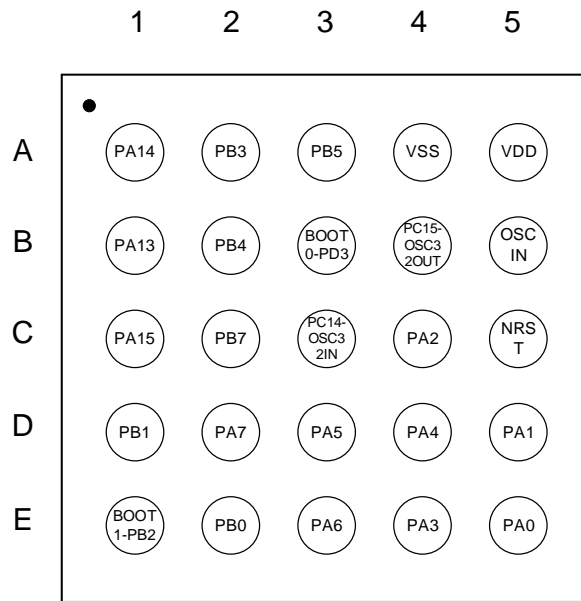 1 2 3 4 5
A PA14 PB3 PB5 VSS VDD
B PA13 PB4 BOOT
0-PD3 PC15-
OSC3
2OUT OSC
IN
C PA15 PB7 PC14-
OSC3
2IN PA2 NRS
T
D PB1 PA7 PA5 PA4 PA1
E BOOT
1-PB2 PB0 PA6 PA3 PA0